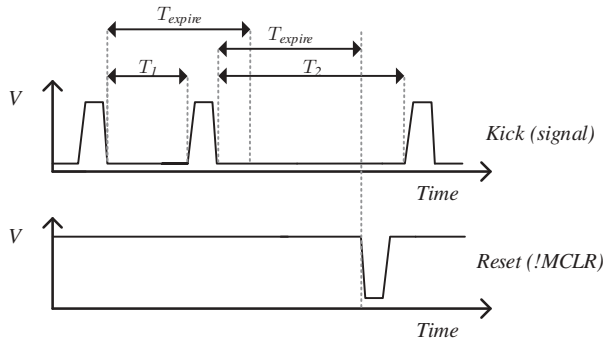 T_expire
T_expire
T_1
T_2
V
Kick (signal)
Time
V
Reset (!MCLR)
Time